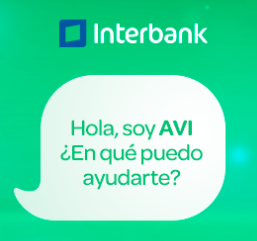 Interbank
Hola, soy AVI
¿En qué puedo
ayudarte?